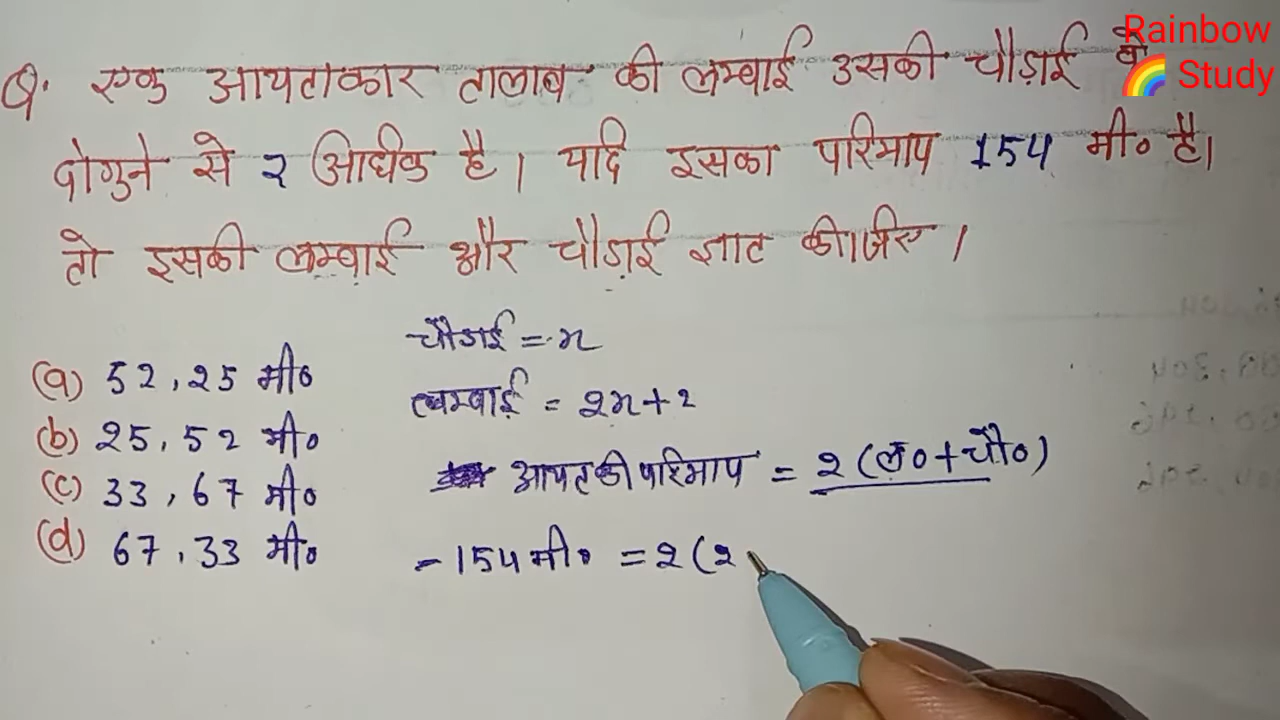 Rainbow
🌈 Study
Q. एक आयताकार तालाब की लम्बाई उसकी चौड़ाई के
दोगुने से 2 अधिक है। यदि इसका परिमाप 154 मी० है।
तो इसकी लम्बाई और चौड़ाई ज्ञात कीजिए।
(a) 52, 25 मी०
(b) 25, 52 मी०
(c) 33, 67 मी०
(d) 67, 33 मी०
चौडाई = x
लम्बाई = 2x+2
आयत की परिमाप = 2(ल०+चौ०)
- 154 मी० = 2(2